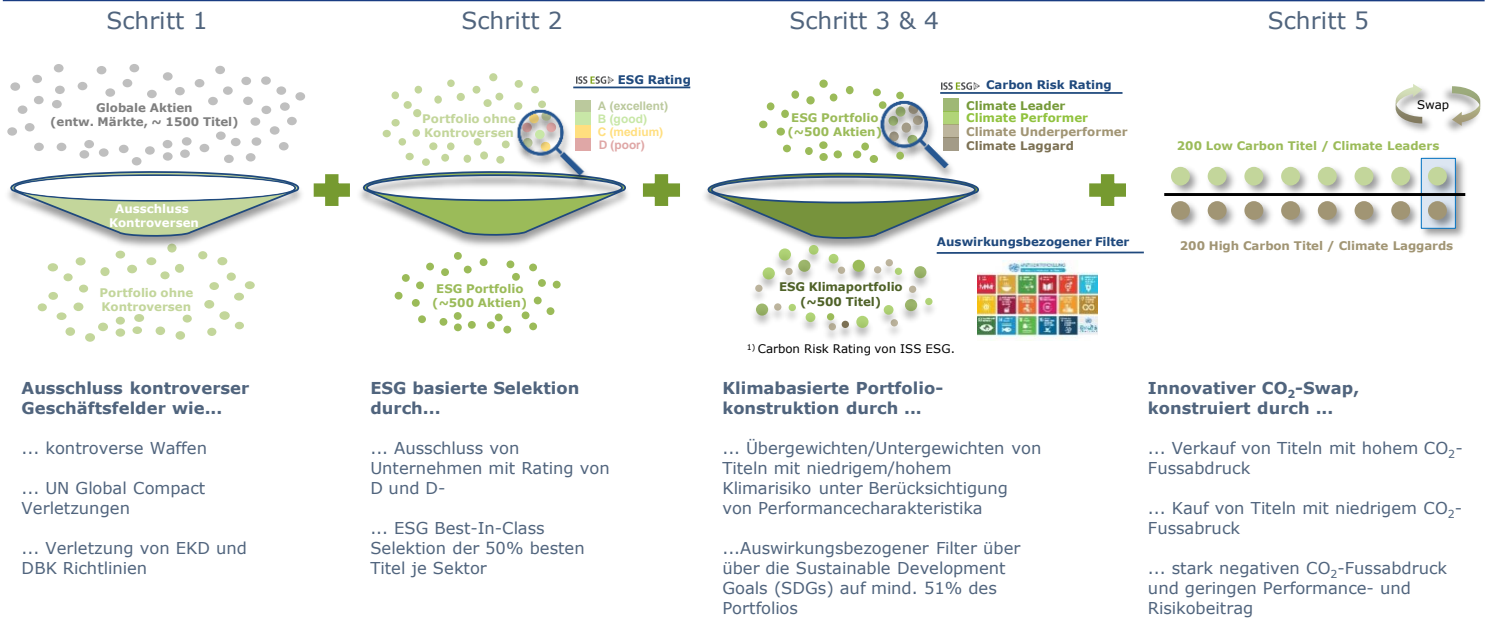 Schritt 1
Globale Aktien
(entw. Märkte, ~ 1500 Titel)
Ausschluss
Kontroversen
Portfolio ohne
Kontroversen
Ausschluss kontroverser
Geschäftsfelder wie...
... kontroverse Waffen
... UN Global Compact
Verletzungen
... Verletzung von EKD und
DBK Richtlinien
Schritt 2
ISS ESG ESG Rating
Portfolio ohne
Kontroversen
A (excellent)
B (good)
C (medium)
D (poor)
ESG Portfolio
(~500 Aktien)
ESG basierte Selektion
durch...
... Ausschluss von
Unternehmen mit Rating von
D und D-
... ESG Best-In-Class
Selektion der 50% besten
Titel je Sektor
Schritt 3 & 4
ISS ESG Carbon Risk Rating
ESG Portfolio
(~500 Aktien)
Climate Leader
Climate Performer
Climate Underperformer
Climate Laggard
Auswirkungsbezogener Filter
ESG Klimaportfolio
(~500 Titel)
1) Carbon Risk Rating von ISS ESG.
Klimabasierte Portfolio-
konstruktion durch ...
... Übergewichten/Untergewichten von
Titeln mit niedrigem/hohem
Klimarisiko unter Berücksichtigung
von Performancecharakteristika
...Auswirkungsbezogener Filter über
über die Sustainable Development
Goals (SDGs) auf mind. 51% des
Portfolios
Schritt 5
Swap
200 Low Carbon Titel / Climate Leaders
200 High Carbon Titel / Climate Laggards
Innovativer CO2-Swap,
konstruiert durch ...
... Verkauf von Titeln mit hohem CO2-
Fussabdruck
... Kauf von Titeln mit niedrigem CO2-
Fussabruck
... stark negativen CO2-Fussabdruck
und geringen Performance- und
Risikobeitrag